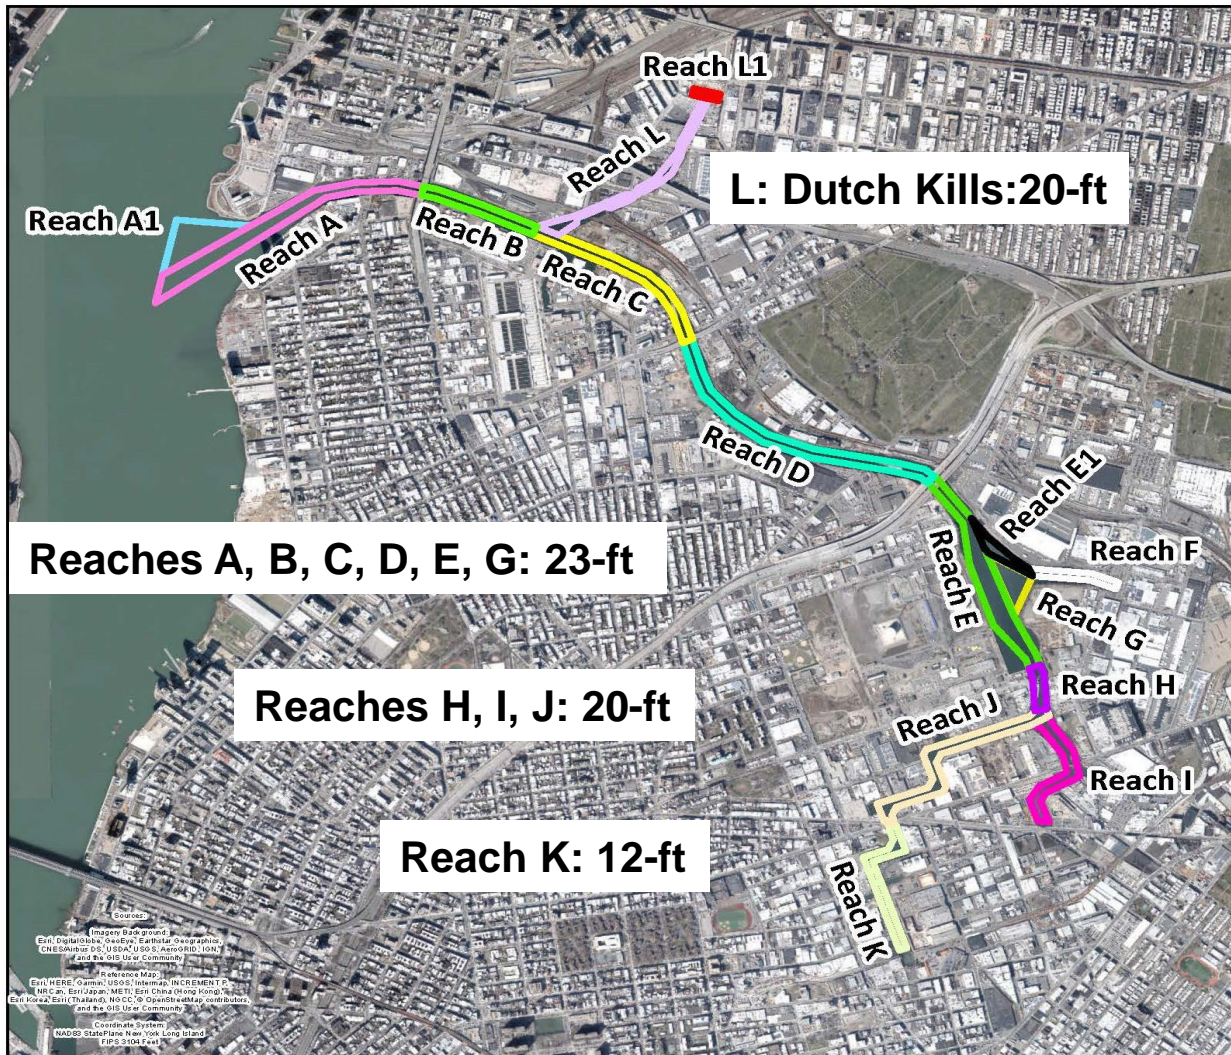 Reach L1
Reach L
L: Dutch Kills:20-ft
Reach A1
Reach A
Reach B
Reach C
Reach D
Reach E1
Reaches A, B, C, D, E, G: 23-ft
Reach E
Reach F
Reach G
Reaches H, I, J: 20-ft
Reach H
Reach J
Reach I
Reach K: 12-ft
Reach K
Sources:
Imagery Background:
Esri, DigitalGlobe, GeoEye, Earthstar Geographics,
CNES/Airbus DS, USDA, USGS, AeroGRID, IGN,
and the GIS User Community
Reference Map:
Esri, HERE, Garmin, USGS, Intermap, INCREMENT P,
NRCan, Esri Japan, METI, Esri China (Hong Kong),
Esri Korea, Esri (Thailand), NGCC, © OpenStreetMap contributors,
and the GIS User Community
Coordinate System:
NAD83 StatePlane New York Long Island
FIPS 3104 Feet